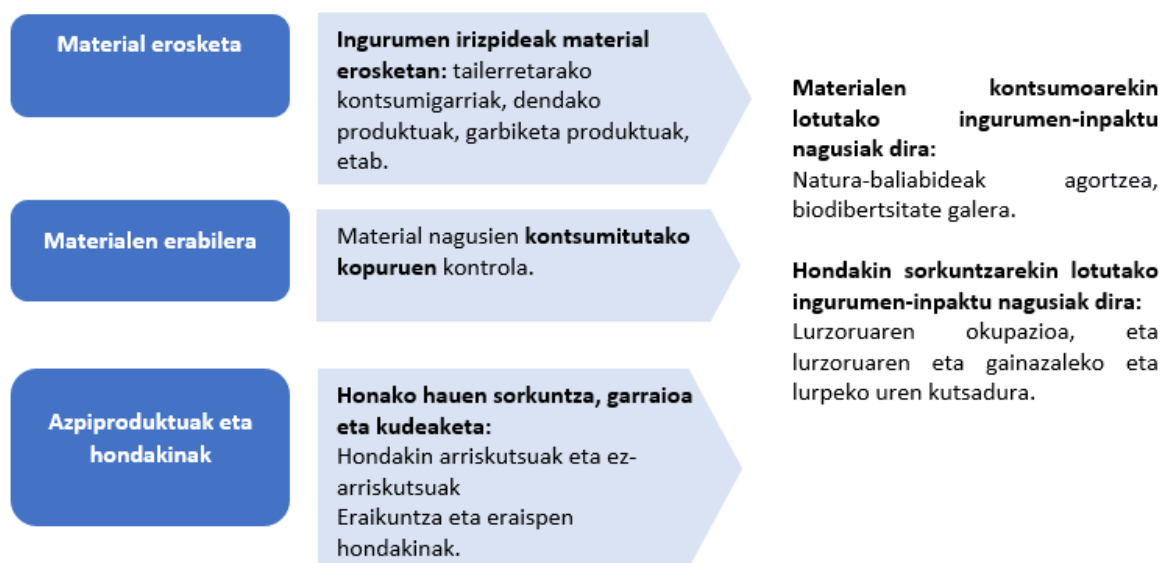 Material erosketa
Ingurumen irizpideak material
erosketan: tailerretarako
kontsumigarriak, dendako
produktuak, garbiketa produktuak,
etab.
Materialen erabilera
Material nagusien kontsumitutako
kopuruen kontrola.
Azpiproduktuak eta
hondakinak
Honako hauen sorkuntza, garraioa
eta kudeaketa:
Hondakin arriskutsuak eta ez-
arriskutsuak
Eraikuntza eta eraispen
hondakinak.
Materialen kontsumoarekin
lotutako ingurumen-inpaktu
nagusiak dira:
Natura-baliabideak agortzea,
biodibertsitate galera.
Hondakin sorkuntzarekin lotutako
ingurumen-inpaktu nagusiak dira:
Lurzoruaren okupazioa, eta
lurzoruaren eta gainazaleko eta
lurpeko uren kutsadura.